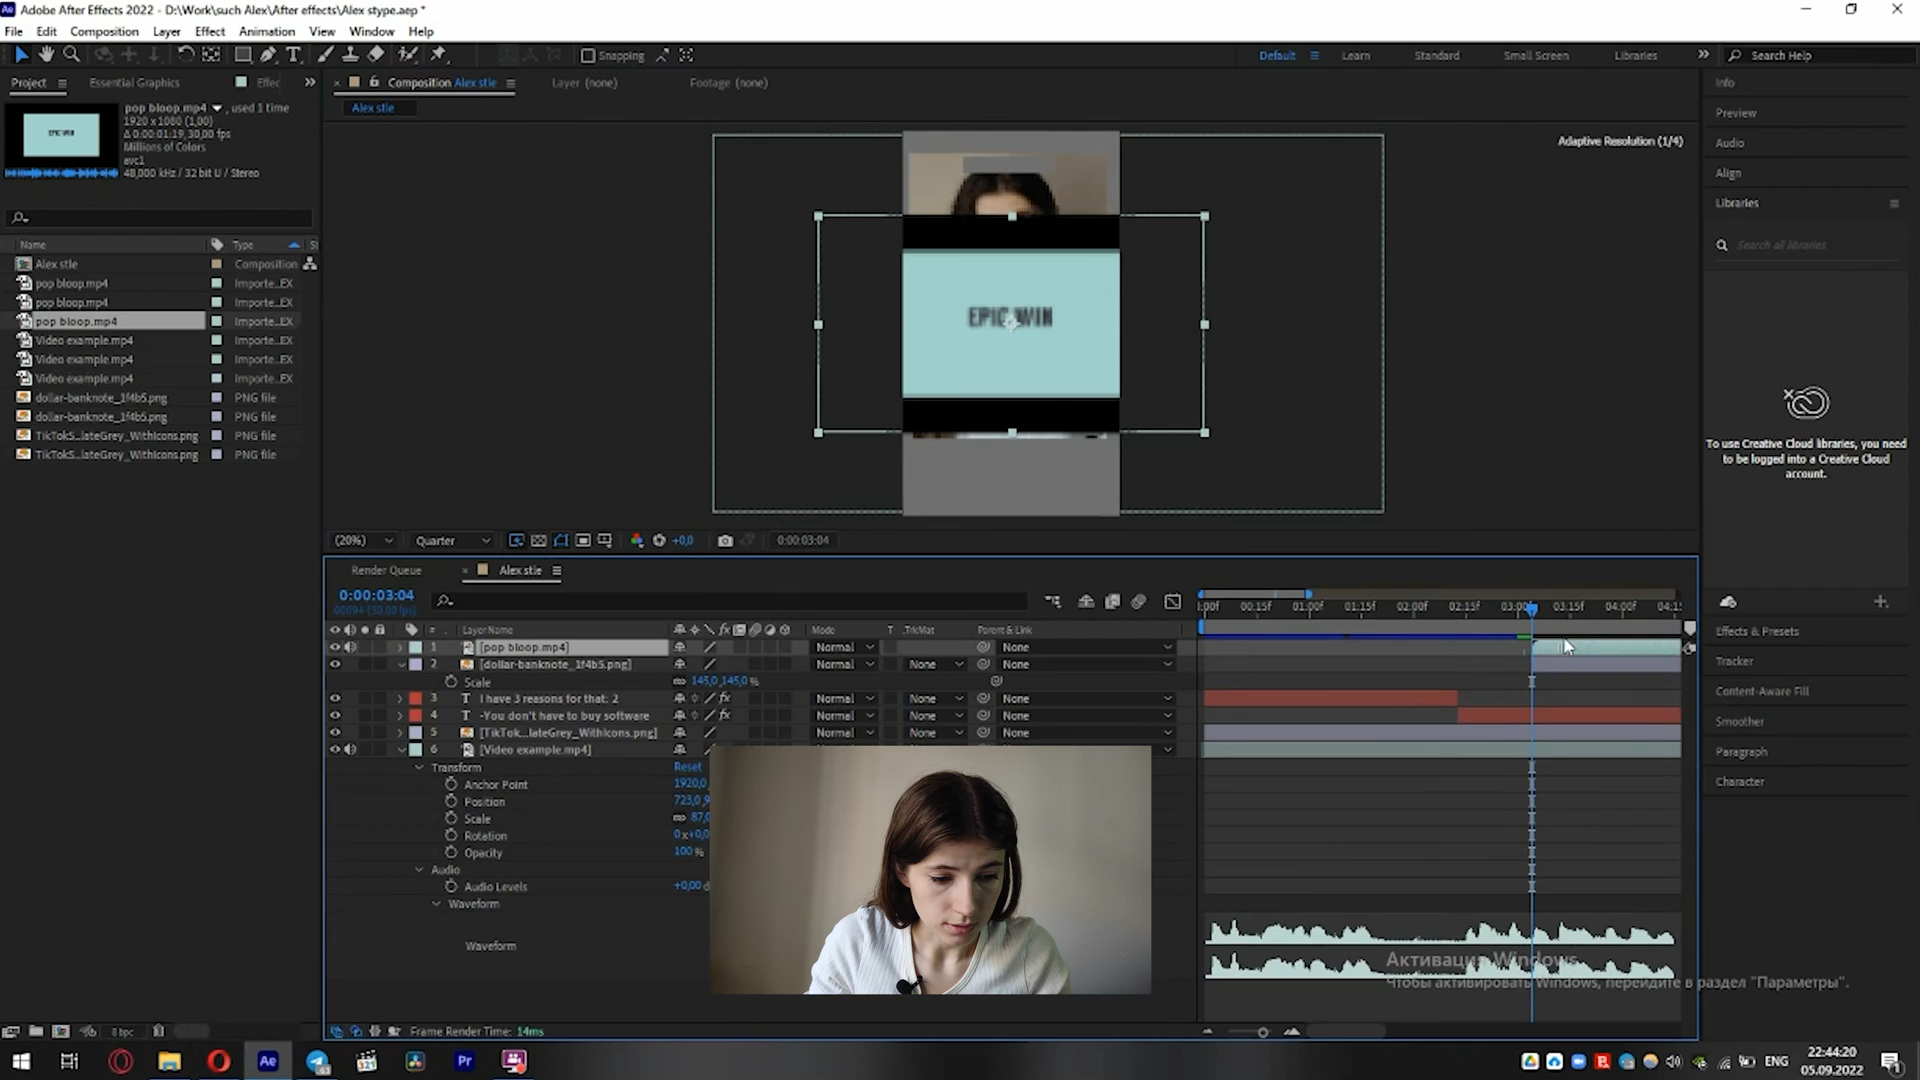 Adobe After Effects 2022 - D:\Work\such Alex\After effects\Alex stype.aep *
File Edit Composition Layer Effect Animation View Window Help
Snapping
Default Learn Standard Small Screen Libraries Search Help
Project Essential Graphics Effec
pop bloop.mp4 , used 1 time
1920 x 1080 (1,00)
Δ 0:00:01:19, 30,00 fps
Millions of Colors
avc1
48,000 kHz / 32 bit U / Stereo
EPIC WIN
Name Type
Alex stle Composition
pop bloop.mp4 Importe...EX
pop bloop.mp4 Importe...EX
pop bloop.mp4 Importe...EX
Video example.mp4 Importe...EX
Video example.mp4 Importe...EX
Video example.mp4 Importe...EX
dollar-banknote_1f4b5.png PNG file
dollar-banknote_1f4b5.png PNG file
TikTokS...lateGrey_WithIcons.png PNG file
TikTokS...lateGrey_WithIcons.png PNG file
8 bpc
Composition Alex stle Layer (none) Footage (none)
Alex stle
Adaptive Resolution (1/4)
EPIC WIN
(20%) Quarter +0,0 0:00:03:04
Info
Preview
Audio
Align
Libraries
Search all libraries
To use Creative Cloud libraries, you need
to be logged into a Creative Cloud
account.
Effects & Presets
Tracker
Content-Aware Fill
Smoother
Paragraph
Character
Render Queue Alex stle
0:00:03:04
00094 (30.00 fps)
:00f 00:15f 01:00f 01:15f 02:00f 02:15f 03:00f 03:15f 04:00f 04:15
# Layer Name Mode T .TrkMat Parent & Link
1 [pop bloop.mp4] Normal None
2 [dollar-banknote_1f4b5.png] Normal None None
Scale 145,0,145,0 %
3 T I have 3 reasons for that: 2 Normal None None
4 T -You don't have to buy software Normal None None
5 [TikTok...lateGrey_WithIcons.png] Normal None None
6 [Video example.mp4]
Transform Reset
Anchor Point 1920,0
Position 723,0,9
Scale 87,0
Rotation 0x+0,0
Opacity 100 %
Audio
Audio Levels +0,00 d
Waveform
Waveform
Активация Windows
Чтобы активировать Windows, перейдите в раздел "Параметры".
Frame Render Time: 14ms
Ae Pr ENG 22:44:20
05.09.2022